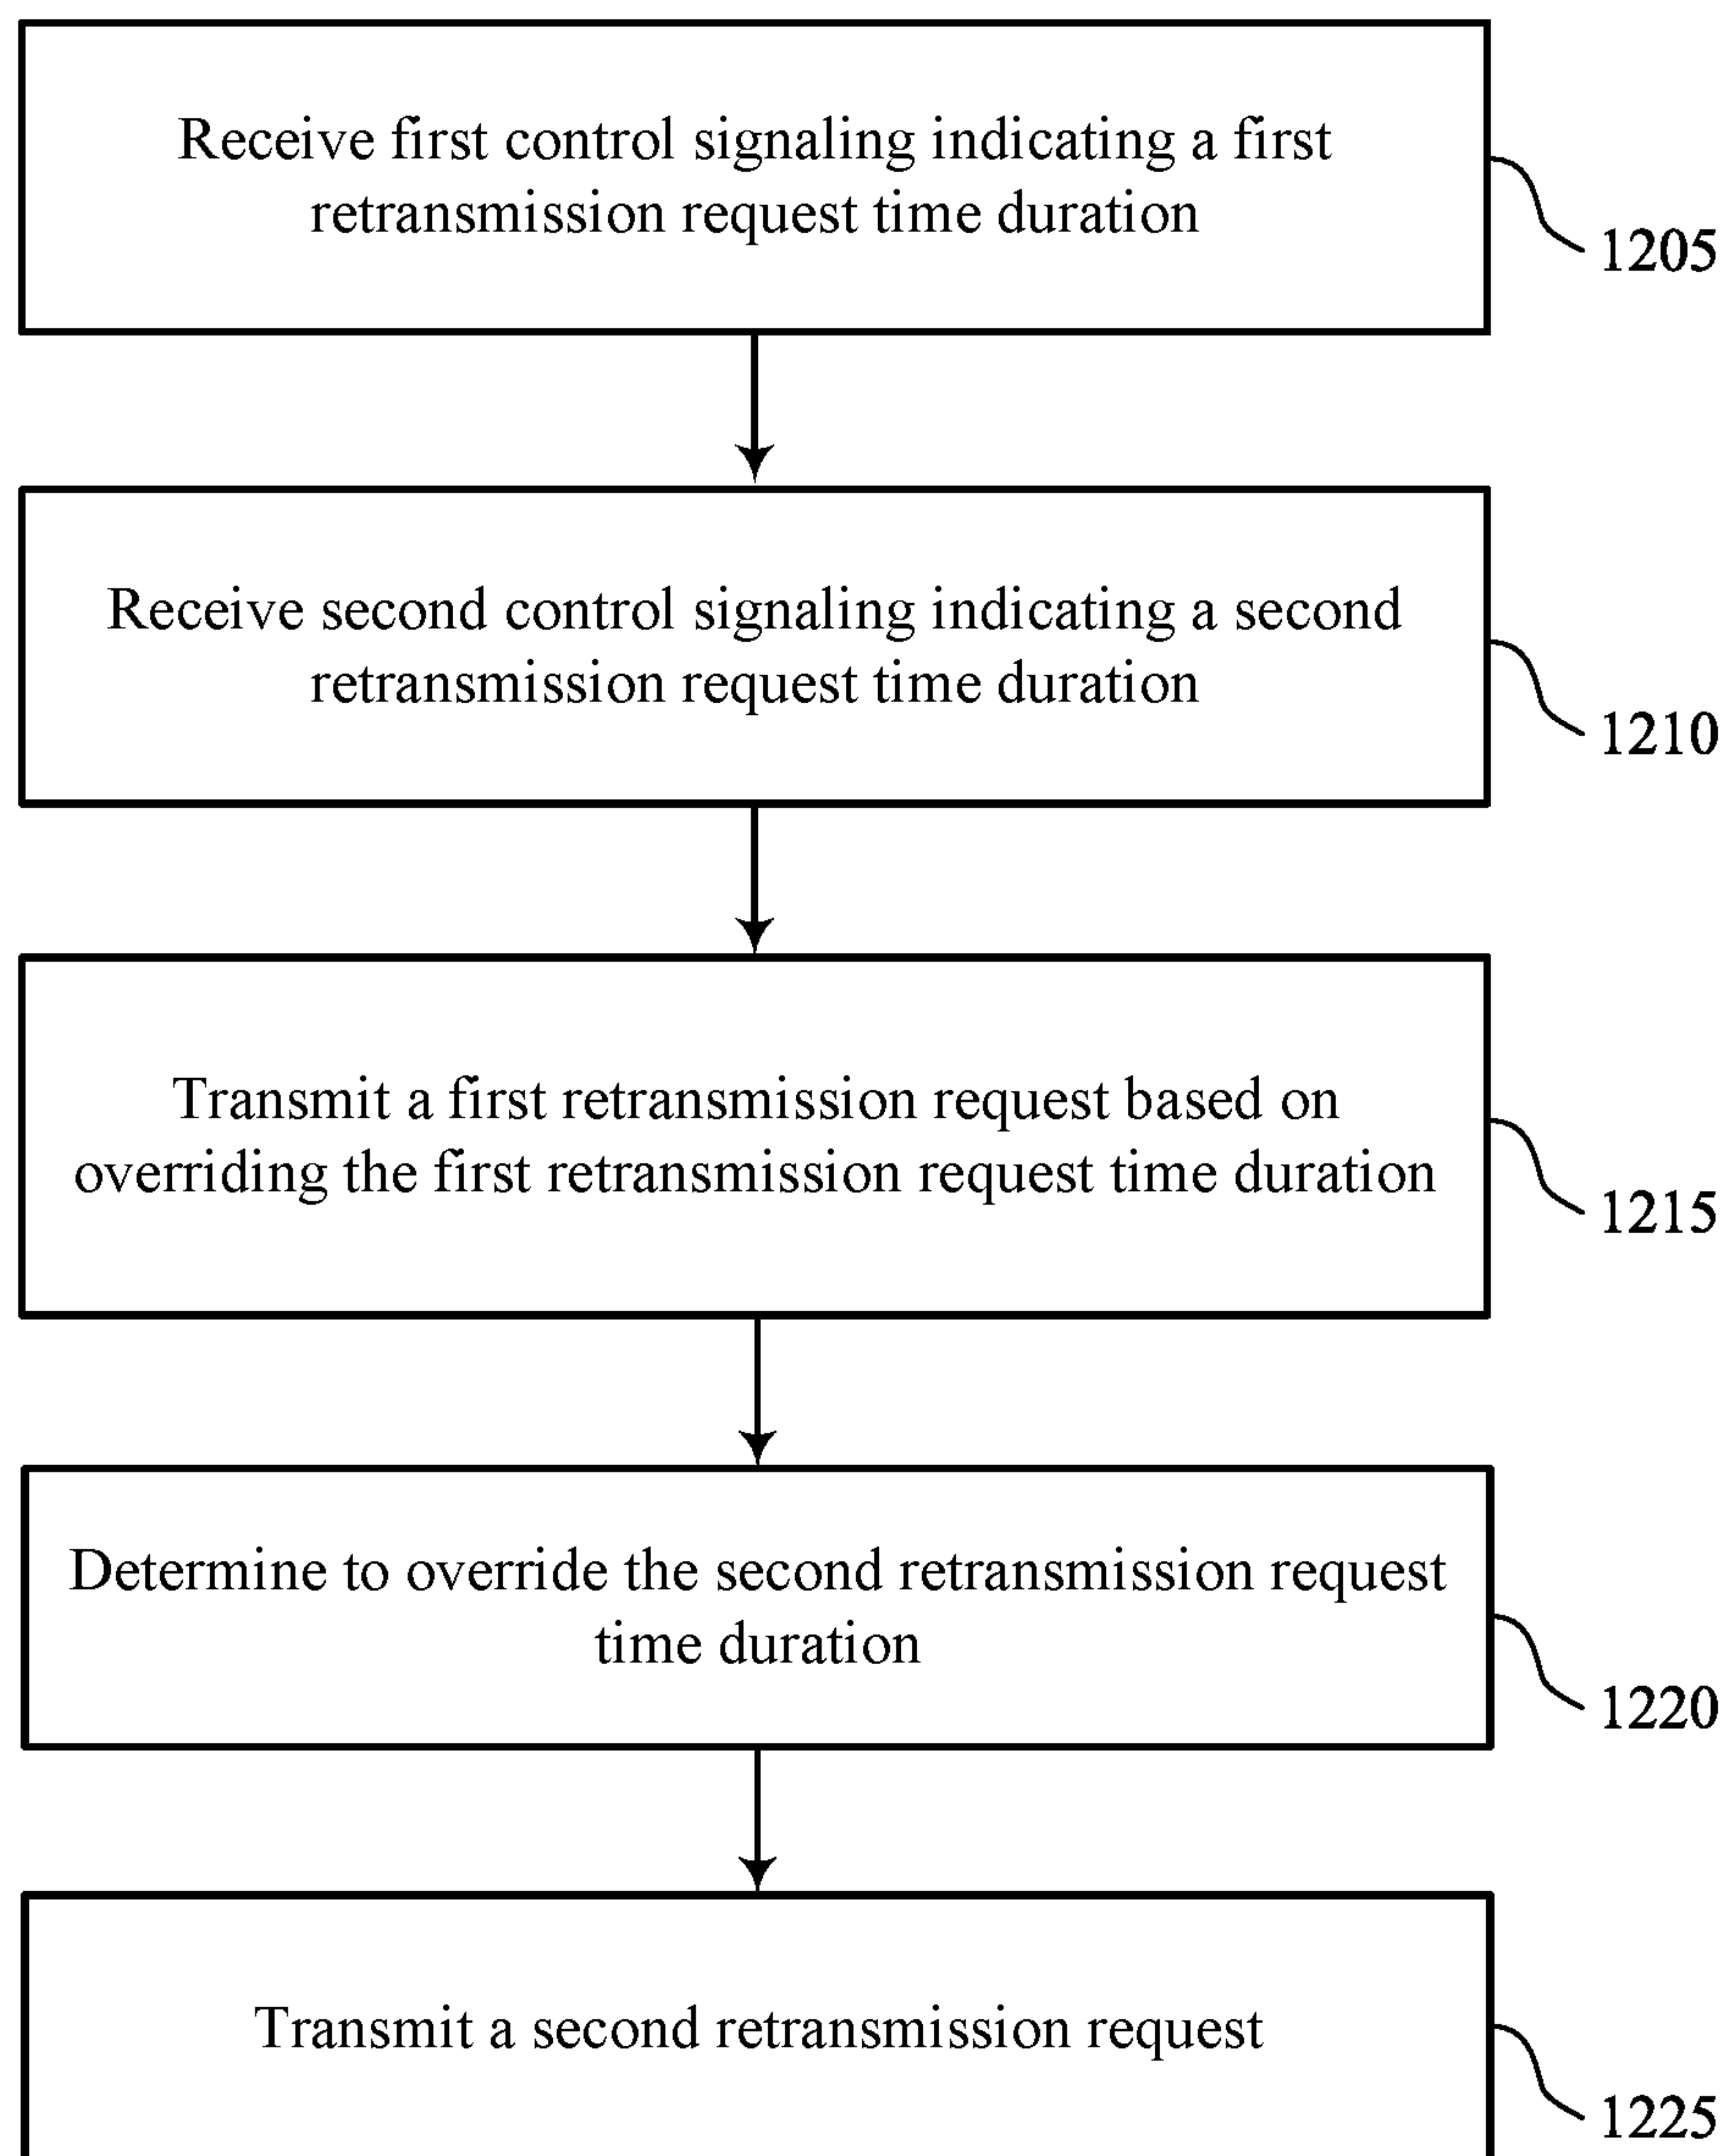 Receive first control signaling indicating a first
retransmission request time duration
1205
Receive second control signaling indicating a second
retransmission request time duration
1210
Transmit a first retransmission request based on
overriding the first retransmission request time duration
1215
Determine to override the second retransmission request
time duration
1220
Transmit a second retransmission request
1225